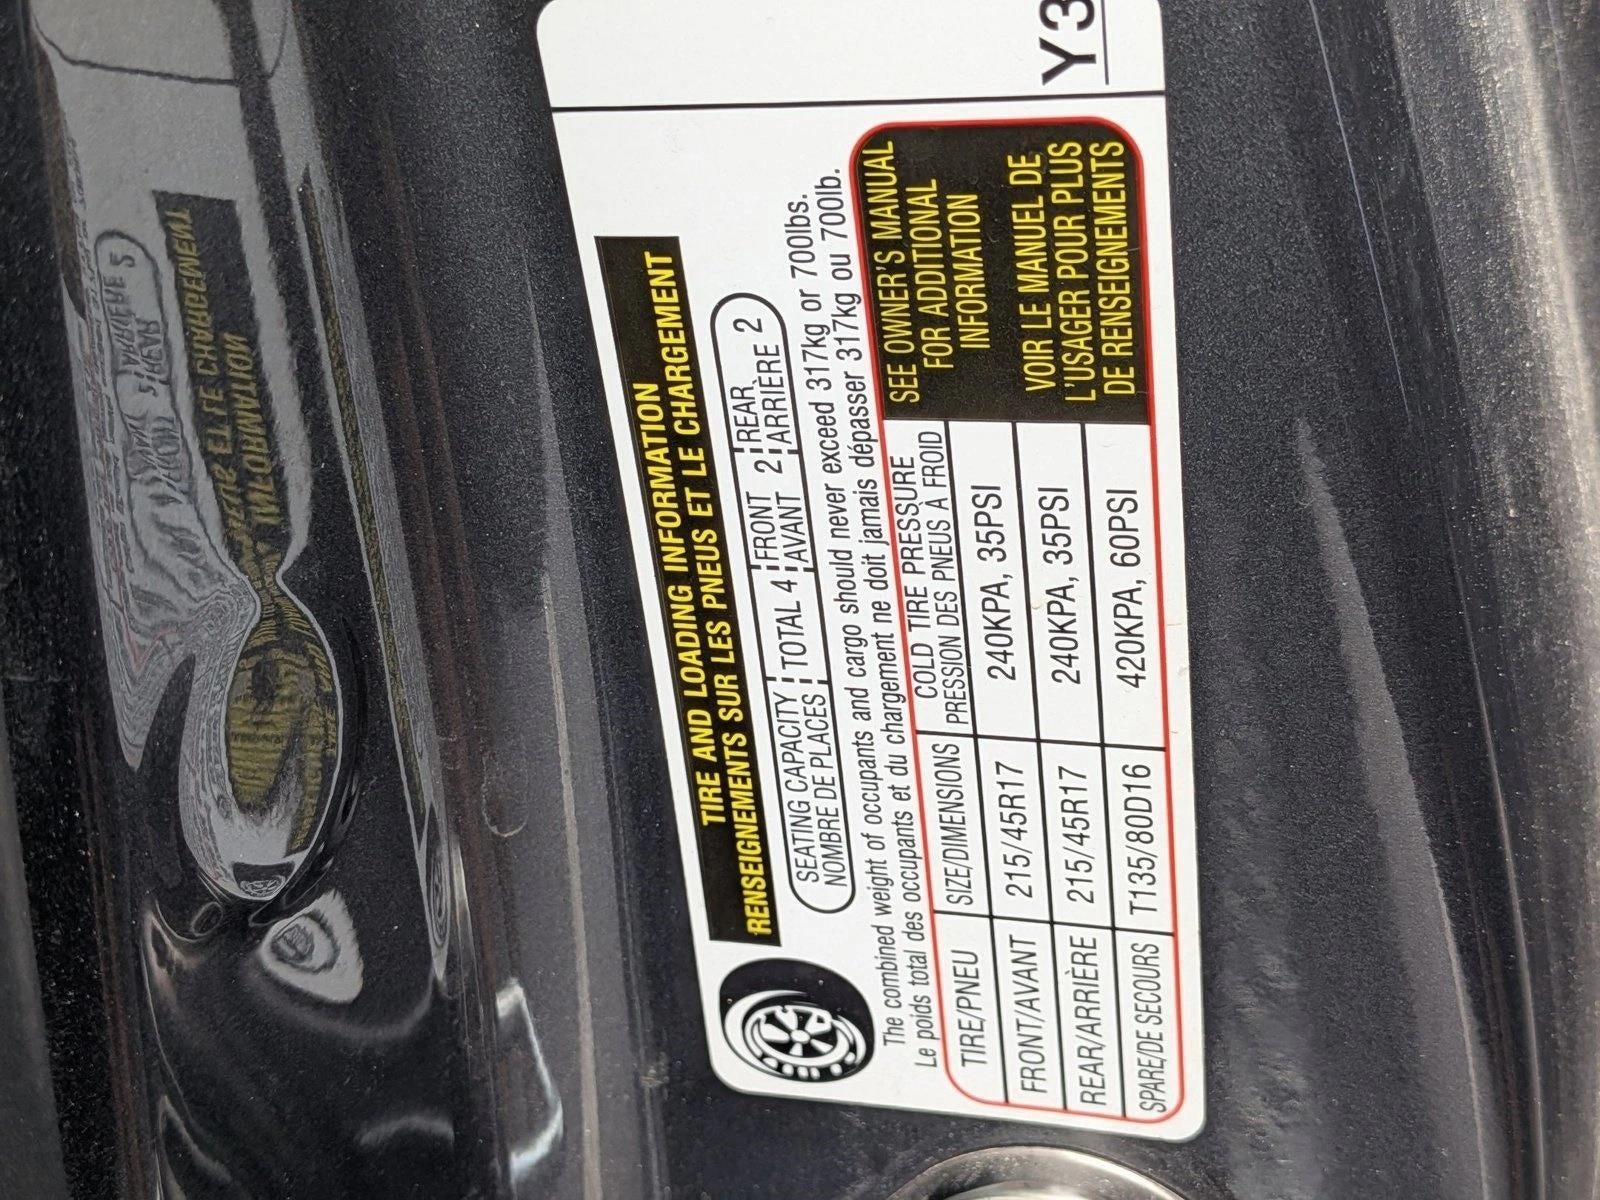 TIRE AND LOADING INFORMATION
RENSEIGNEMENTS SUR LES PNEUS ET LE CHARGEMENT
SEATING CAPACITY TOTAL 4 FRONT 2 REAR 2
NOMBRE DE PLACES AVANT ARRIÈRE
The combined weight of occupants and cargo should never exceed 317kg or 700lbs.
Le poids total des occupants et du chargement ne doit jamais dépasser 317kg ou 700lb.
TIRE/PNEU SIZE/DIMENSIONS COLD TIRE PRESSURE
PRESSION DES PNEUS À FROID
FRONT/AVANT 215/45R17 240KPA, 35PSI
REAR/ARRIÈRE 215/45R17 240KPA, 35PSI
SPARE/DE SECOURS T135/80D16 420KPA, 60PSI
SEE OWNER'S MANUAL
FOR ADDITIONAL
INFORMATION
VOIR LE MANUEL DE
L'USAGER POUR PLUS
DE RENSEIGNEMENTS
Y3